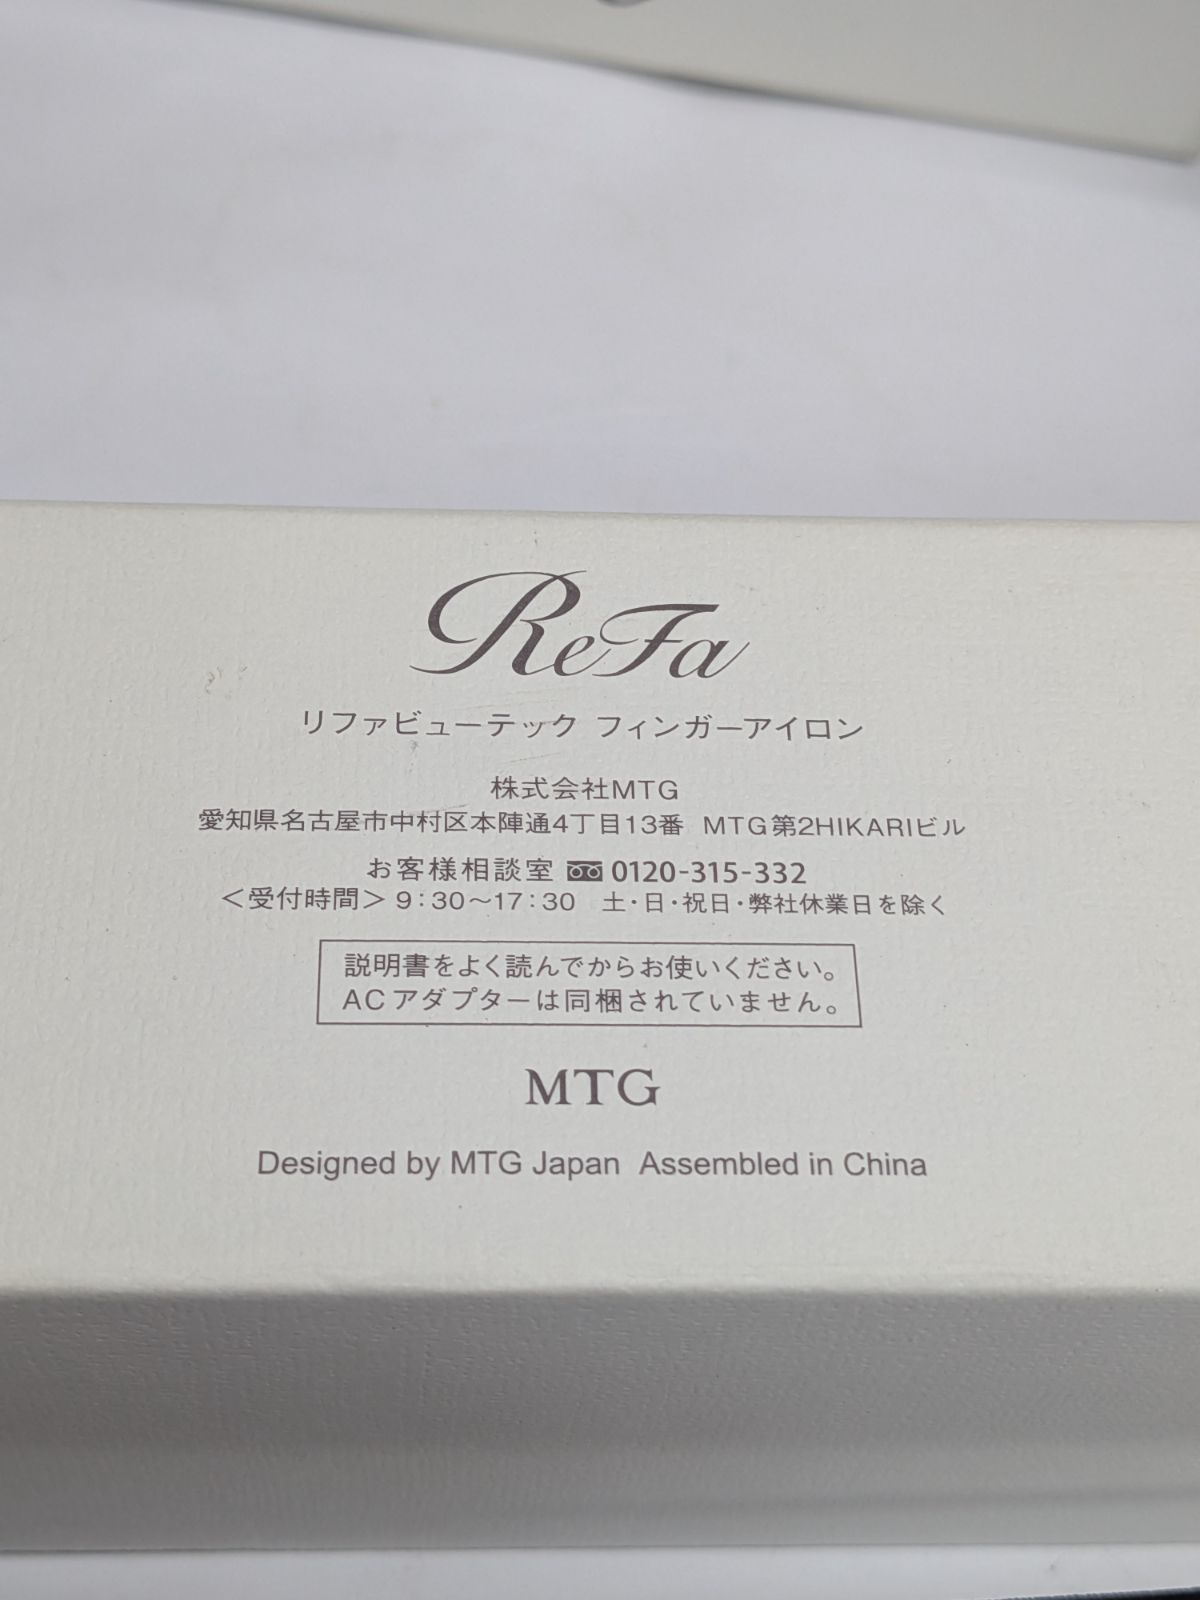 ReFa
リファビューテック フィンガーアイロン
株式会社MTG
愛知県名古屋市中村区本陣通4丁目13番 MTG第2HIKARIビル
お客様相談室 0120-315-332
＜受付時間＞ 9：30～17：30 土・日・祝日・弊社休業日を除く
説明書をよく読んでからお使いください。
ACアダプターは同梱されていません。
MTG
Designed by MTG Japan Assembled in China